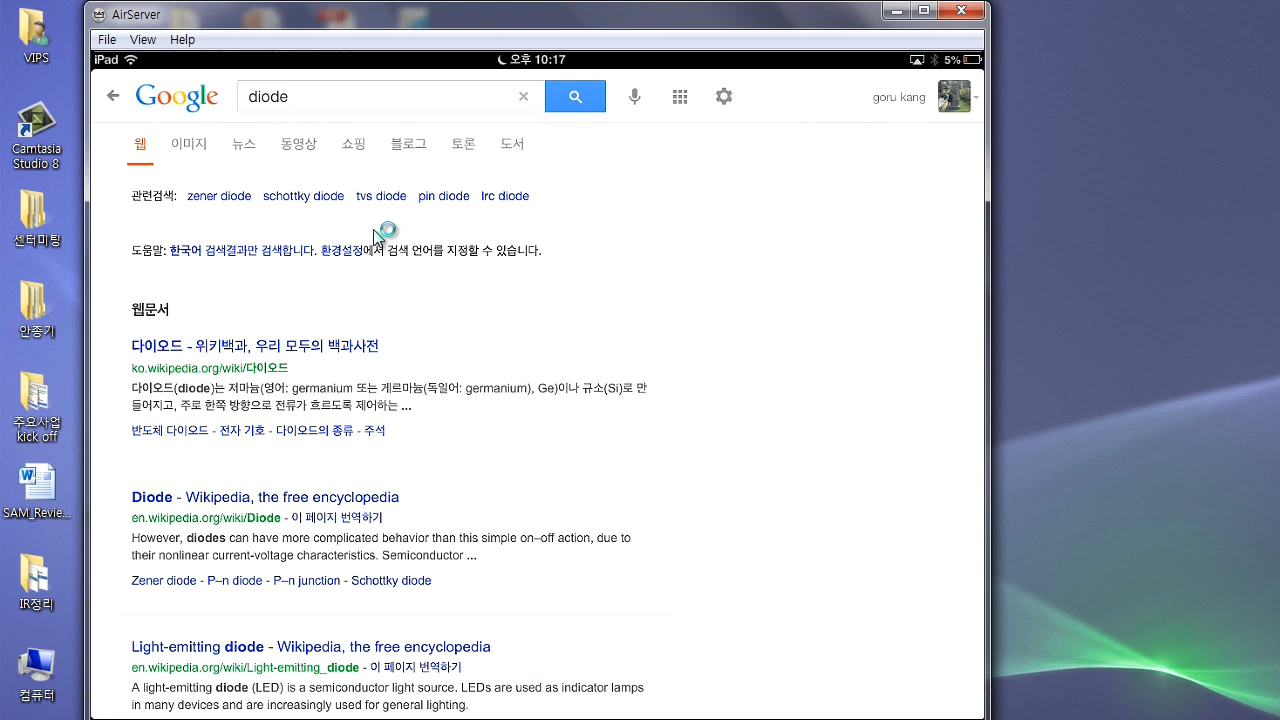 AirServer
File View Help
iPad 오후 10:17 5%
Google diode goru kang
웹 이미지 뉴스 동영상 쇼핑 블로그 토론 도서
관련검색: zener diode schottky diode tvs diode pin diode lrc diode
도움말: 한국어 검색결과만 검색합니다. 환경설정에서 검색 언어를 지정할 수 있습니다.
웹문서
다이오드 - 위키백과, 우리 모두의 백과사전
ko.wikipedia.org/wiki/다이오드
다이오드(diode)는 저마늄(영어: germanium 또는 게르마늄(독일어: germanium), Ge)이나 규소(Si)로 만
들어지고, 주로 한쪽 방향으로 전류가 흐르도록 제어하는 ...
반도체 다이오드 - 전자 기호 - 다이오드의 종류 - 주석
Diode - Wikipedia, the free encyclopedia
en.wikipedia.org/wiki/Diode - 이 페이지 번역하기
However, diodes can have more complicated behavior than this simple on–off action, due to
their nonlinear current-voltage characteristics. Semiconductor ...
Zener diode - P–n diode - P–n junction - Schottky diode
Light-emitting diode - Wikipedia, the free encyclopedia
en.wikipedia.org/wiki/Light-emitting_diode - 이 페이지 번역하기
A light-emitting diode (LED) is a semiconductor light source. LEDs are used as indicator lamps
in many devices and are increasingly used for general lighting.
VIPS
Camtasia
Studio 8
센터미팅
안종기
주요사업
kick off
SAM_Revie...
IR정리
컴퓨터